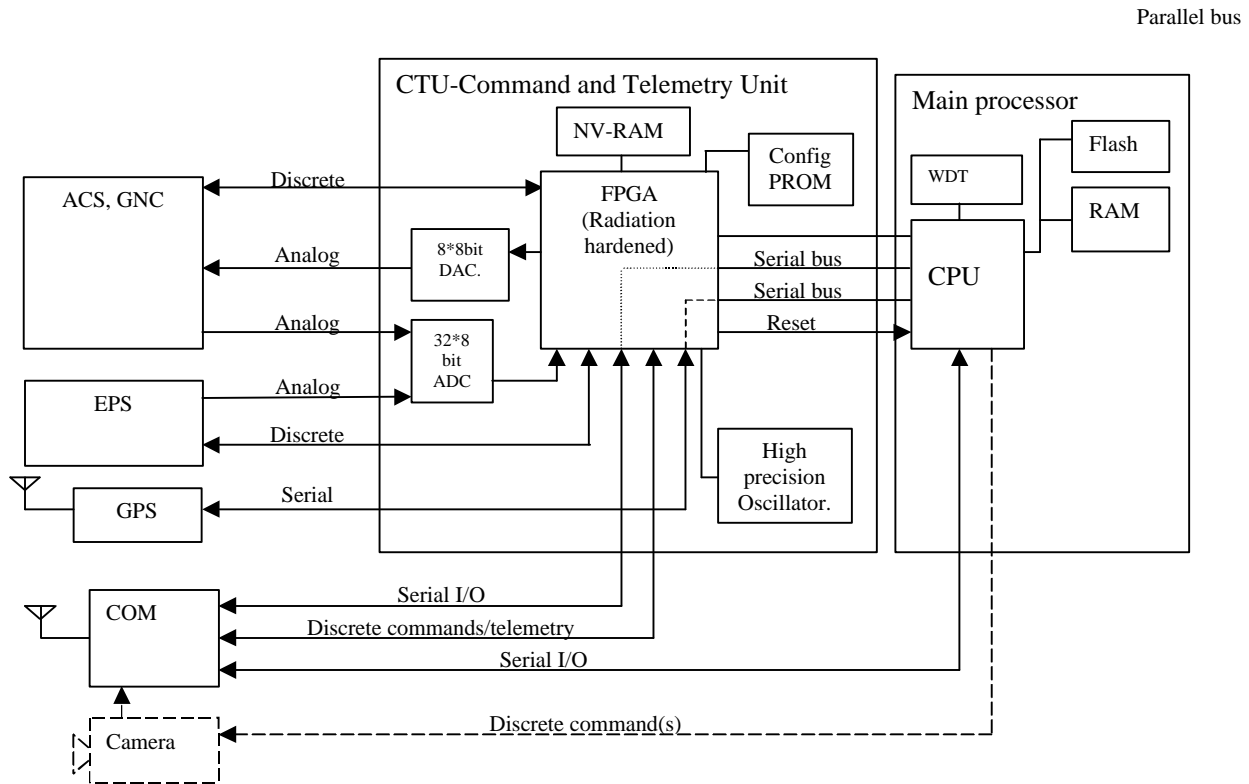 Parallel bus
CTU-Command and Telemetry Unit
Main processor
NV-RAM
Config
PROM
Flash
WDT
RAM
ACS, GNC
Discrete
FPGA
(Radiation
hardened)
Analog
8*8bit
DAC.
Serial bus
CPU
Serial bus
Reset
Analog
32*8
bit
ADC
Analog
EPS
Discrete
High
precision
Oscillator.
Serial
GPS
COM
Serial I/O
Discrete commands/telemetry
Serial I/O
Camera
Discrete command(s)